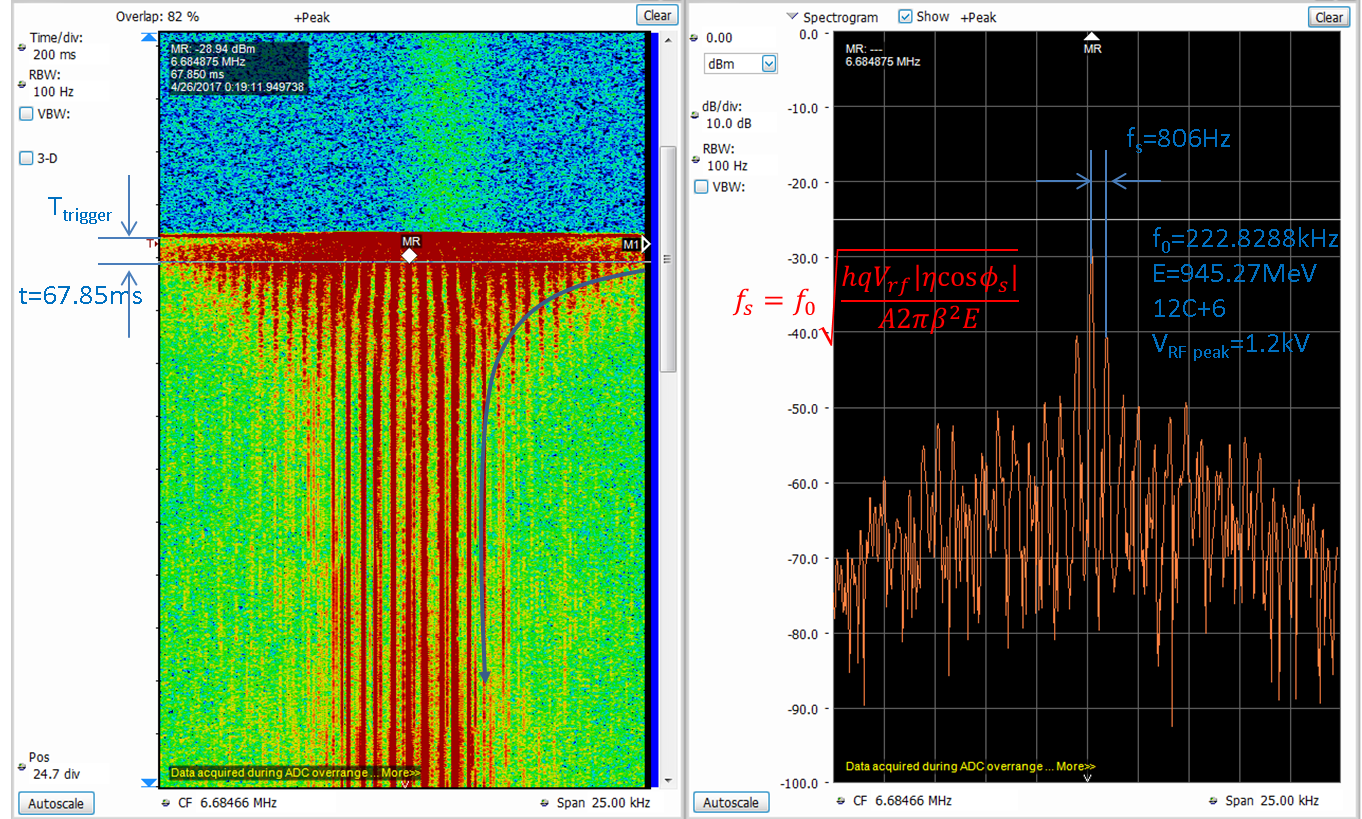 Overlap: 82 %
+Peak
Clear
Time/div:
200 ms
RBW:
100 Hz
VBW:
3-D
MR: -28.94 dBm
6.684875 MHz
67.850 ms
4/26/2017 0:19:11.949738
T_trigger
T
MR
M1
t=67.85ms
Pos
24.7 div
Autoscale
Data acquired during ADC overrange ... More>>
CF 6.68466 MHz
Span 25.00 kHz
Spectrogram
Show
+Peak
Clear
0.00
dBm
dB/div:
10.0 dB
RBW:
100 Hz
VBW:
0.0
-10.0
-20.0
-30.0
-40.0
-50.0
-60.0
-70.0
-80.0
-90.0
-100.0
MR: ---
6.684875 MHz
MR
f_s=806Hz
f_0=222.8288kHz
E=945.27MeV
12C+6
V_RF peak=1.2kV
f_s = f_0 √(hqV_rf|ηcosϕ_s| / A2πβ²E)
Data acquired during ADC overrange ... More>>
Autoscale
CF 6.68466 MHz
Span 25.00 kHz